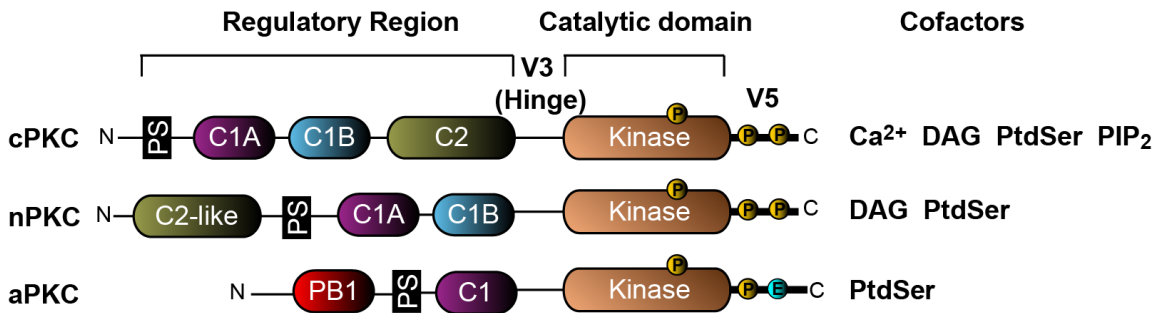 Regulatory Region Catalytic domain Cofactors
V3
(Hinge) V5
cPKC N PS C1A C1B C2 Kinase P P P C Ca²⁺ DAG PtdSer PIP₂
nPKC N C2-like PS C1A C1B Kinase P P P C DAG PtdSer
aPKC N PB1 PS C1 Kinase P P E C PtdSer